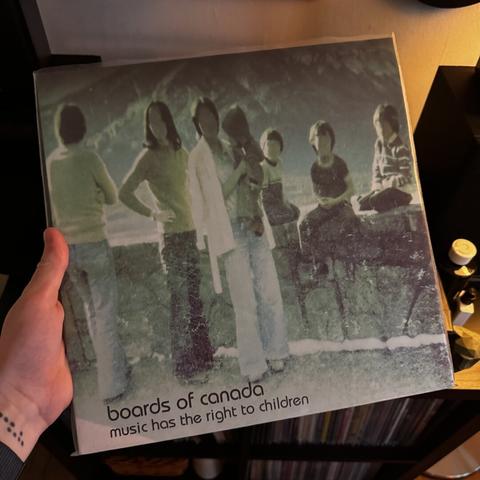 boards of canada
music has the right to children